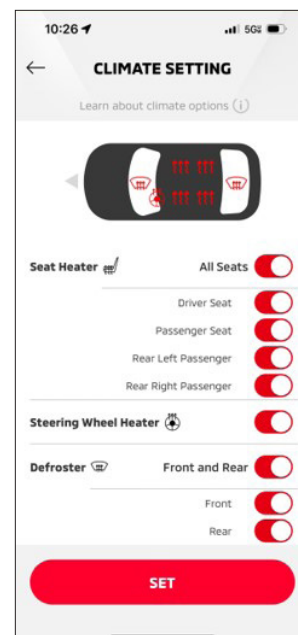 10:26 5G
CLIMATE SETTING
Learn about climate options (i)
Seat Heater All Seats
Driver Seat
Passenger Seat
Rear Left Passenger
Rear Right Passenger
Steering Wheel Heater
Defroster Front and Rear
Front
Rear
SET